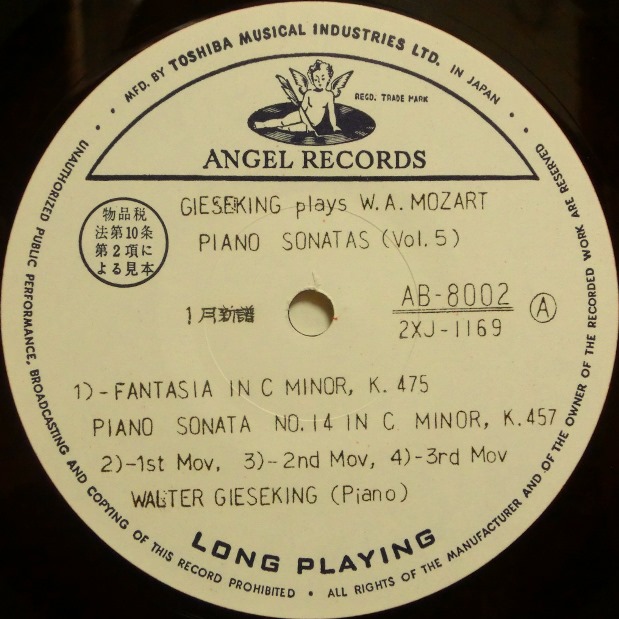 • MFD. BY TOSHIBA MUSICAL INDUSTRIES LTD. IN JAPAN •
REGD. TRADE MARK
ANGEL RECORDS
GIESEKING plays W.A.MOZART
PIANO SONATAS (Vol.5)
物品税
法第10条
第2項に
よる見本
1月新譜
AB-8002
2XJ-1169
A
1)-FANTASIA IN C MINOR, K. 475
PIANO SONATA NO.14 IN C MINOR, K.457
2)-1st Mov, 3)-2nd Mov, 4)-3rd Mov
WALTER GIESEKING (Piano)
LONG PLAYING
• UNAUTHORIZED PUBLIC PERFORMANCE, BROADCASTING AND COPYING OF THIS RECORD PROHIBITED • ALL RIGHTS OF THE MANUFACTURER AND OF THE OWNER OF THE RECORDED WORK ARE RESERVED •